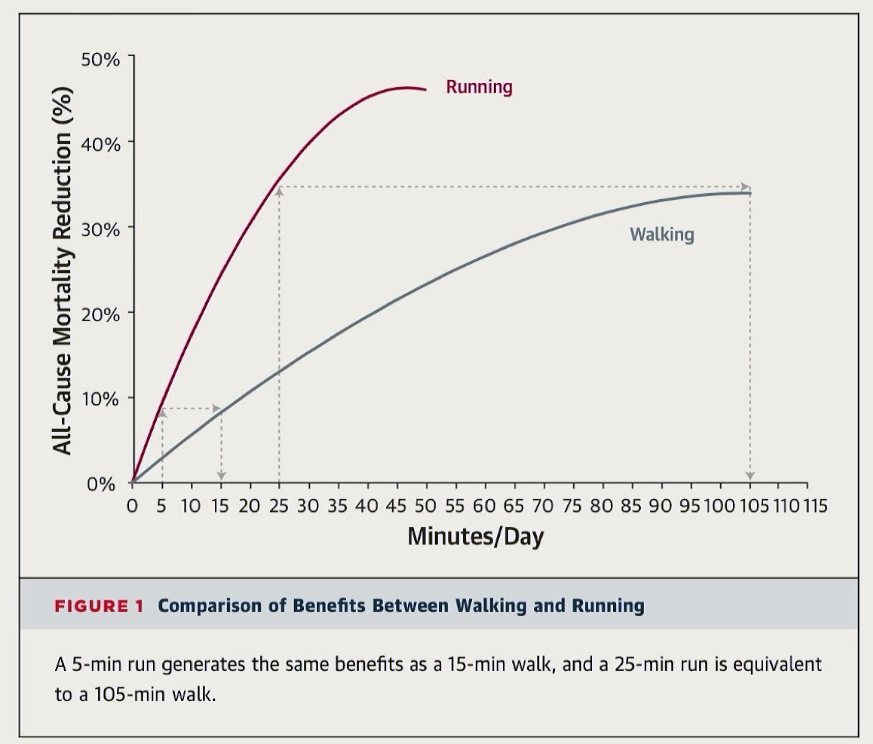 50%
40%
30%
20%
10%
0%
All-Cause Mortality Reduction (%)
Running
Walking
0 5 10 15 20 25 30 35 40 45 50 55 60 65 70 75 80 85 90 95 100 105 110 115
Minutes/Day
FIGURE 1 Comparison of Benefits Between Walking and Running
A 5-min run generates the same benefits as a 15-min walk, and a 25-min run is equivalent
to a 105-min walk.